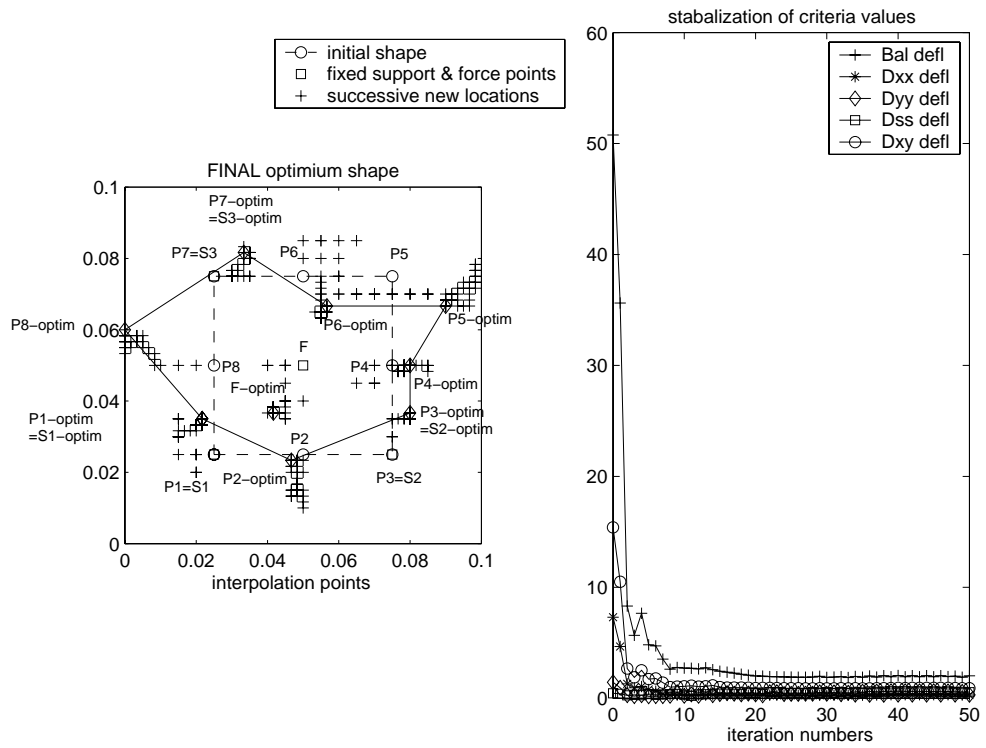 initial shape
fixed support & force points
successive new locations
FINAL optimium shape
0.1
0.08
0.06
0.04
0.02
0
0
0.02
0.04
0.06
0.08
0.1
interpolation points
P7−optim
=S3−optim
P7=S3
P6
P5
P8−optim
P6−optim
P5−optim
P8
F
P4
F−optim
P4−optim
P1−optim
=S1−optim
P3−optim
=S2−optim
P2
P1=S1
P2−optim
P3=S2
stabalization of criteria values
60
50
40
30
20
10
0
0
10
20
30
40
50
iteration numbers
Bal defl
Dxx defl
Dyy defl
Dss defl
Dxy defl